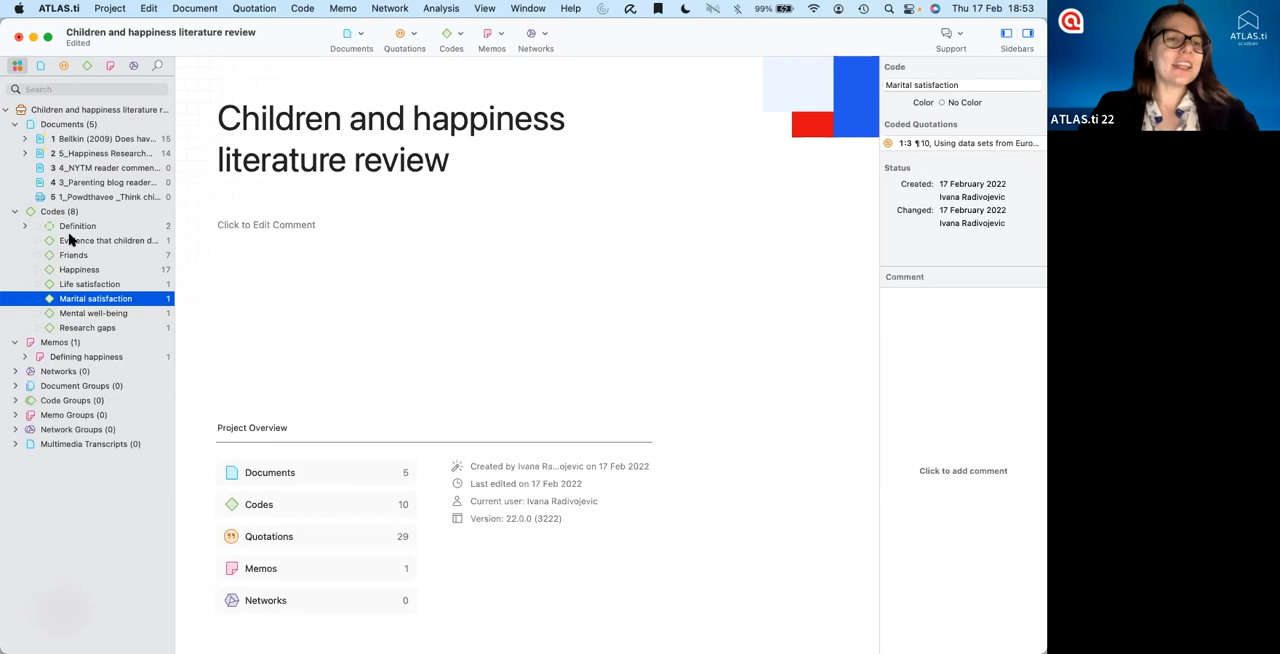 ATLAS.ti Project Edit Document Quotation Code Memo Network Analysis View Window Help 99% Thu 17 Feb 18:53
Children and happiness literature review
Edited
Documents Quotations Codes Memos Networks Support Sidebars
Search
Children and happiness literature r...
Documents (5)
1 Bellkin (2009) Does hav... 15
2 5_Happiness Research... 14
3 4_NYTM reader commen... 0
4 3_Parenting blog reader... 0
5 1_Powdthavee _Think chi... 0
Codes (8)
Definition 2
children d... 1
Friends 7
Happiness 17
Life satisfaction 1
Marital satisfaction 1
Mental well-being 1
Research gaps 1
Memos (1)
Defining happiness 1
Networks (0)
Document Groups (0)
Code Groups (0)
Memo Groups (0)
Network Groups (0)
Multimedia Transcripts (0)
Children and happiness
literature review
Click to Edit Comment
Project Overview
Documents 5
Codes 10
Quotations 29
Memos 1
Networks 0
Created by Ivana Ra...ojevic on 17 Feb 2022
Last edited on 17 Feb 2022
Current user: Ivana Radivojevic
Version: 22.0.0 (3222)
Code
Marital satisfaction
Color No Color
Coded Quotations
1:3 ¶10, Using data sets from Euro...
Status
Created: 17 February 2022
Ivana Radivojevic
Changed: 17 February 2022
Ivana Radivojevic
Comment
Click to add comment
ATLAS.ti
ACADEMY
ATLAS.ti 22